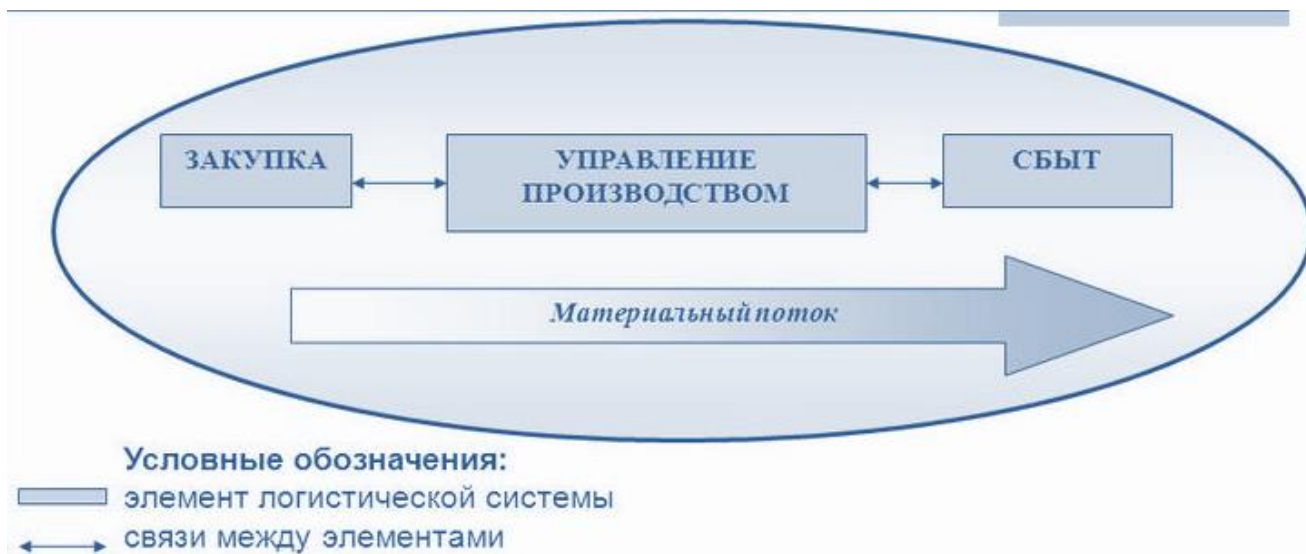 ЗАКУПКА
УПРАВЛЕНИЕ
ПРОИЗВОДСТВОМ
СБЫТ
Материальный поток
Условные обозначения:
элемент логистической системы
связи между элементами